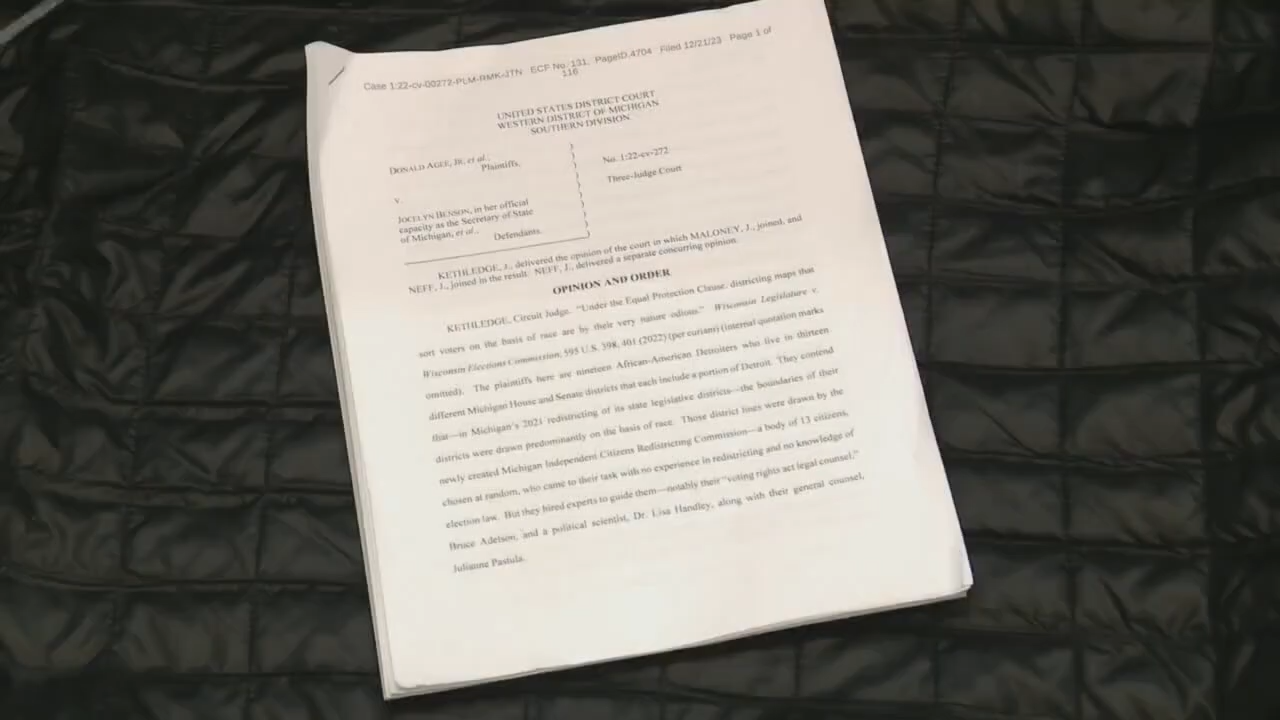 Case 1:22-cv-00272-PLM-RMK-JTN ECF No. 131, PageID.4704 Filed 12/21/23 Page 1 of
116
UNITED STATES DISTRICT COURT
WESTERN DISTRICT OF MICHIGAN
SOUTHERN DIVISION
DONALD AGEE, JR, et al.,
Plaintiffs,
v.
JOCELYN BENSON, in her official
capacity as the Secretary of State
of Michigan, et al.,
Defendants.
)
)
)
)
)
)
)
No. 1:22-cv-272
Three-Judge Court
KETHLEDGE, J., delivered the opinion of the court in which MALONEY, J., joined, and
NEFF, J., joined in the result. NEFF, J., delivered a separate concurring opinion.
OPINION AND ORDER
KETHLEDGE, Circuit Judge. "Under the Equal Protection Clause, districting maps that
sort voters on the basis of race are by their very nature odious." Wisconsin Legislature v.
Wisconsin Elections Commission, 595 U.S. 398, 401 (2022) (per curiam) (internal quotation marks
omitted). The plaintiffs here are nineteen African-American Detroiters who live in thirteen
different Michigan House and Senate districts that each include a portion of Detroit. They contend
that—in Michigan's 2021 redistricting of its state legislative districts—the boundaries of their
districts were drawn predominantly on the basis of race. Those district lines were drawn by the
newly created Michigan Independent Citizens Redistricting Commission—a body of 13 citizens,
chosen at random, who came to their task with no experience in redistricting and no knowledge of
election law. But they hired experts to guide them—notably their "voting rights act legal counsel,"
Bruce Adelson, and a political scientist, Dr. Lisa Handley, along with their general counsel,
Julianne Pastula.